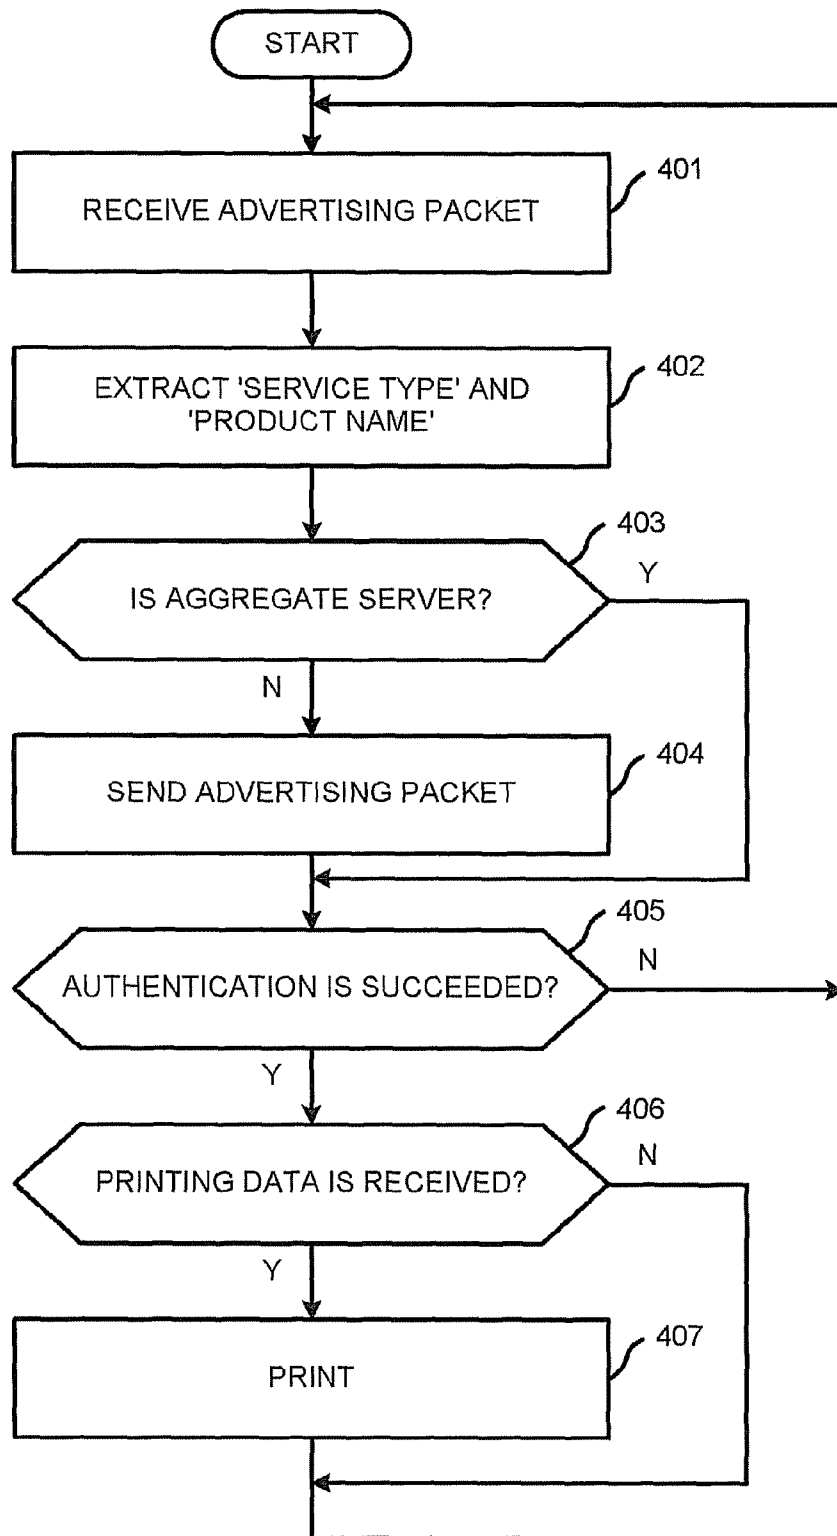 START
RECEIVE ADVERTISING PACKET
401
EXTRACT 'SERVICE TYPE' AND
'PRODUCT NAME'
402
IS AGGREGATE SERVER?
403
Y
N
SEND ADVERTISING PACKET
404
AUTHENTICATION IS SUCCEEDED?
405
N
Y
PRINTING DATA IS RECEIVED?
406
N
Y
PRINT
407